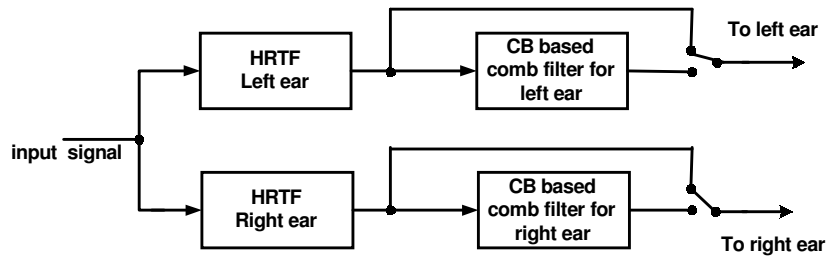 To left ear
HRTF
Left ear
CB based
comb filter for
left ear
input signal
HRTF
Right ear
CB based
comb filter for
right ear
To right ear